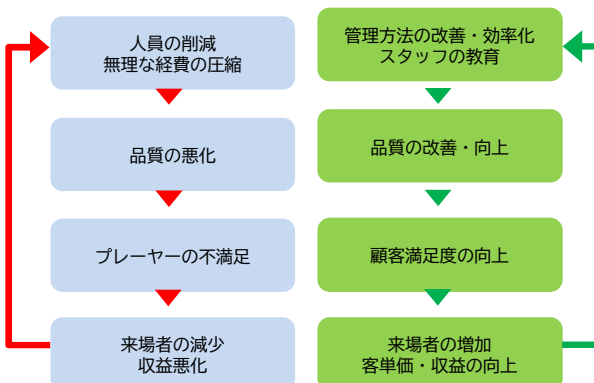 人員の削減
無理な経費の圧縮
品質の悪化
プレーヤーの不満足
来場者の減少
収益悪化
管理方法の改善・効率化
スタッフの教育
品質の改善・向上
顧客満足度の向上
来場者の増加
客単価・収益の向上